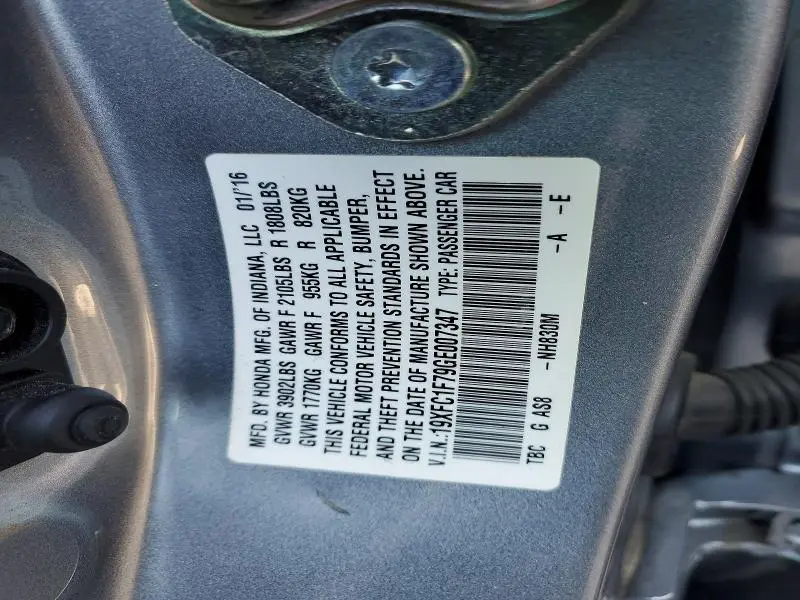 MFD. BY HONDA MFG. OF INDIANA, LLC 01/'16
GVWR 3902LBS GAWR F 2105LBS R 1808LBS
GVWR 1770KG GAWR F 955KG R 820KG
THIS VEHICLE CONFORMS TO ALL APPLICABLE
FEDERAL MOTOR VEHICLE SAFETY, BUMPER,
AND THEFT PREVENTION STANDARDS IN EFFECT
ON THE DATE OF MANUFACTURE SHOWN ABOVE.
V.I.N.:19XFC1F79GE007347 TYPE: PASSENGER CAR
TBC G AS8 -NH830M -A -E